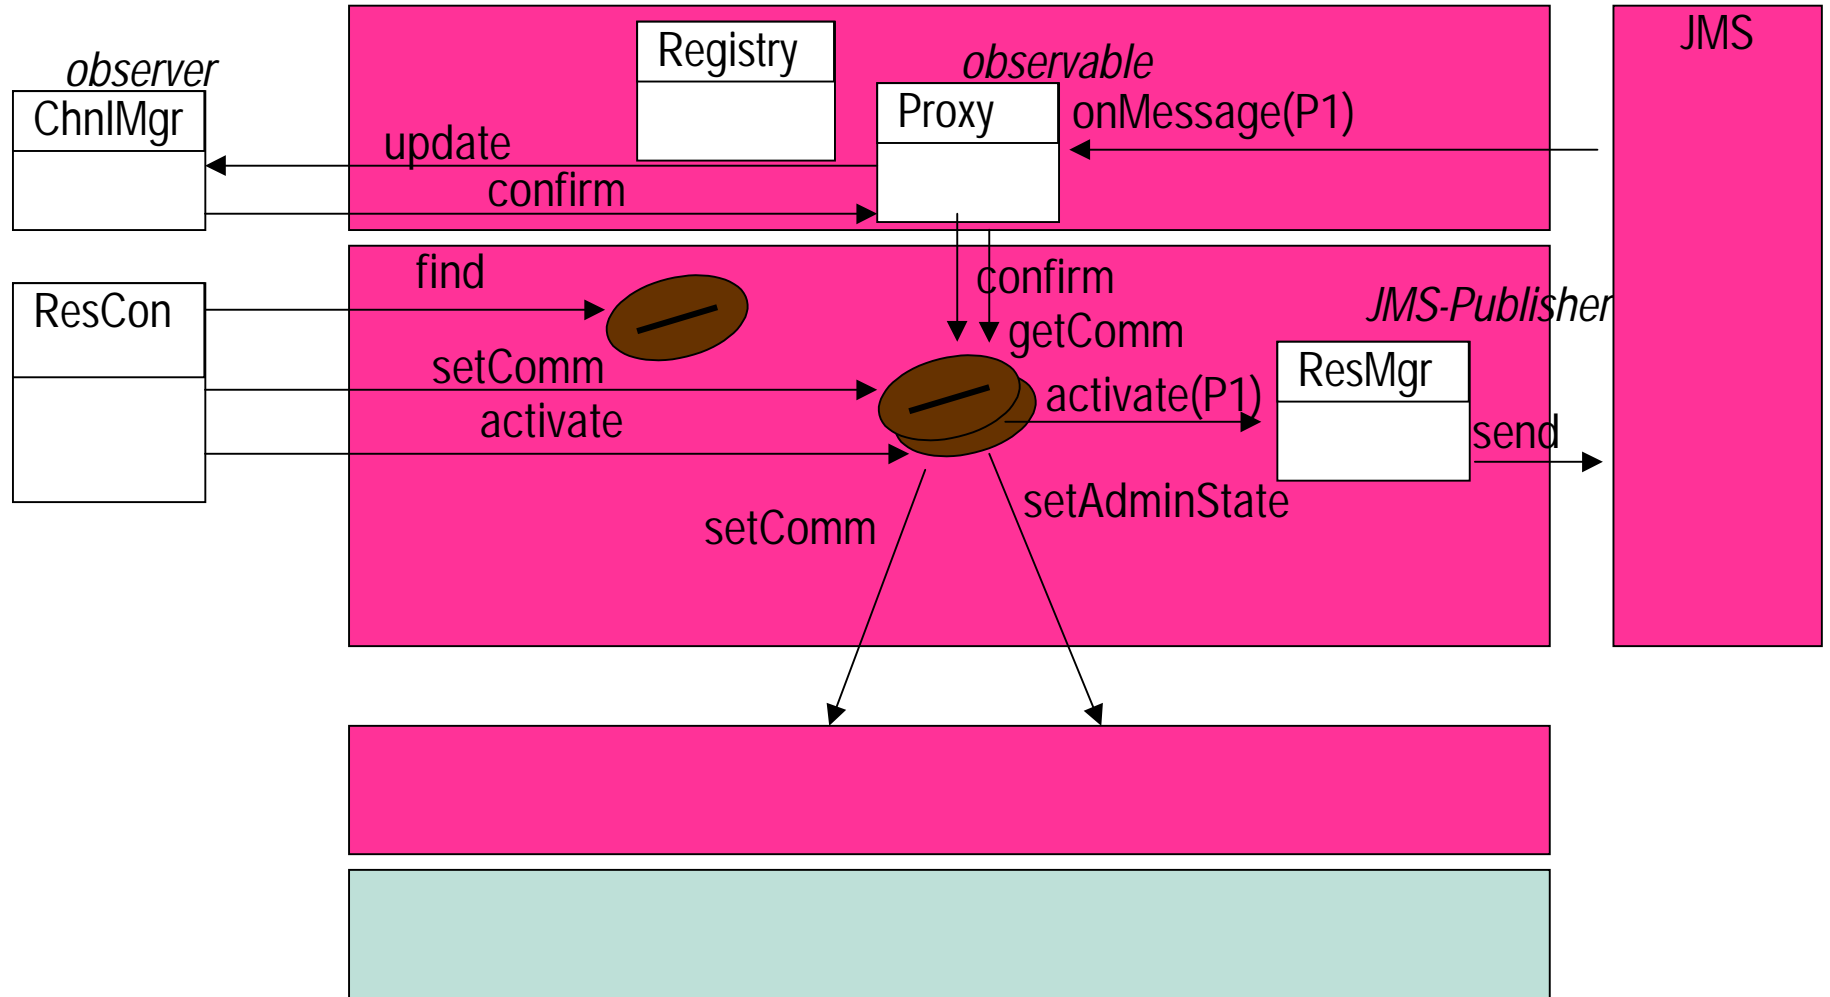 JMS
Registry
observer
observable
ChnlMgr
Proxy
onMessage(P1)
update
confirm
find
confirm
ResCon
JMS-Publisher
getComm
setComm
ResMgr
activate(P1)
activate
send
setAdminState
setComm